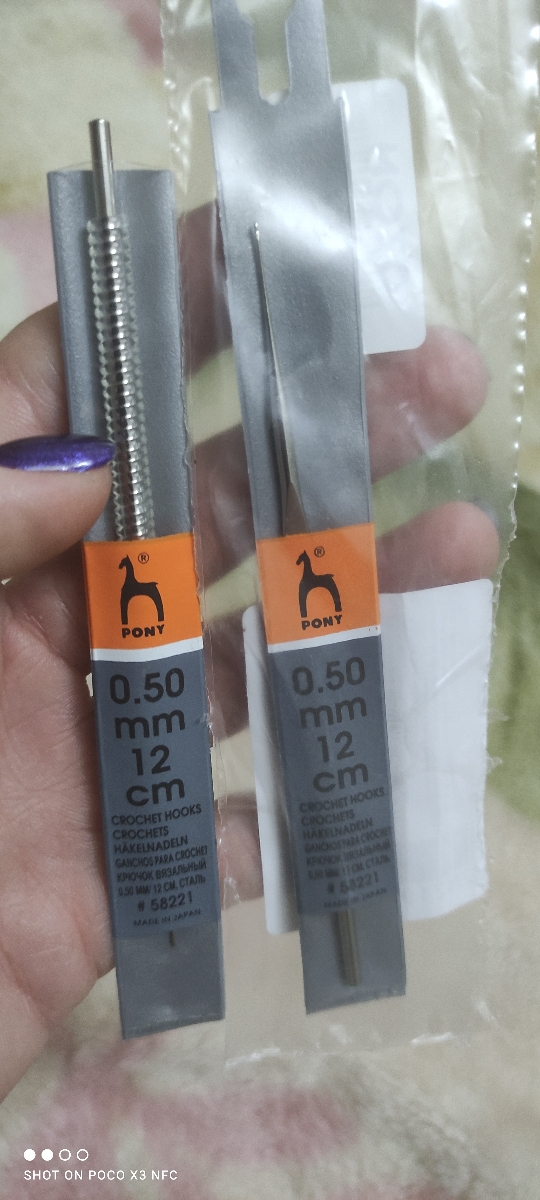 ®
PONY
0.50
mm
12
cm
CROCHET HOOKS
CROCHETS
HÄKELNADELN
GANCHOS PARA CROCHET
КРЮЧОК ВЯЗАЛЬНЫЙ
0.50 MM/ 12 CM, СТАЛЬ
# 58221
MADE IN JAPAN
®
PONY
0.50
mm
12
cm
CROCHET HOOKS
CROCHETS
HÄKELNADELN
GANCHOS PARA CROCHET
КРЮЧОК ВЯЗАЛЬНЫЙ
0.50 MM/ 12 CM, СТАЛЬ
# 58221
MADE IN JAPAN
SHOT ON POCO X3 NFC